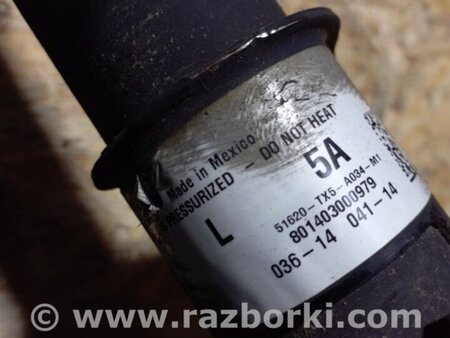 Made in Mexico
PRESSURIZED - DO NOT HEAT
L 5A
51620-TX5-A034-M1
801403000979
036-14 041-14
© www.razborki.com